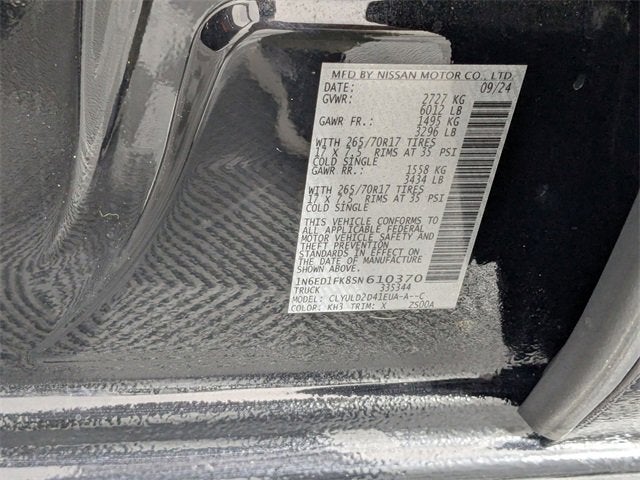 MFD BY NISSAN MOTOR CO., LTD.
DATE: 09/24
GVWR: 2727 KG
6012 LB
GAWR FR.: 1495 KG
3296 LB
WITH 265/70R17 TIRES
17 X 7.5 RIMS AT 35 PSI
COLD SINGLE
GAWR RR.: 1558 KG
3434 LB
WITH 265/70R17 TIRES
17 X 7.5 RIMS AT 35 PSI
COLD SINGLE
THIS VEHICLE CONFORMS TO
ALL APPLICABLE FEDERAL
MOTOR VEHICLE SAFETY AND
THEFT PREVENTION
STANDARDS IN EFFECT ON
THE DATE OF MANUFACTURE
SHOWN ABOVE.
1N6ED1FK8SN610370
TRUCK 335344
MODEL: CLYULD2D41EUA-A--C
COLOR: KH3 TRIM: X 2S00A